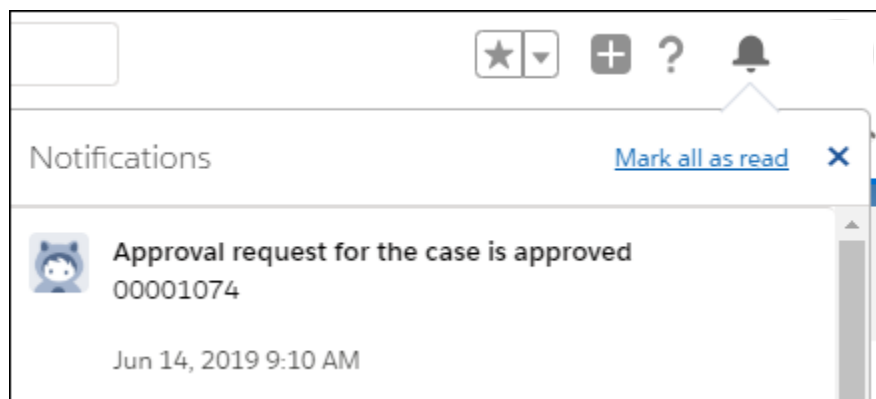 Notifications
Mark all as read
Approval request for the case is approved
00001074
Jun 14, 2019 9:10 AM